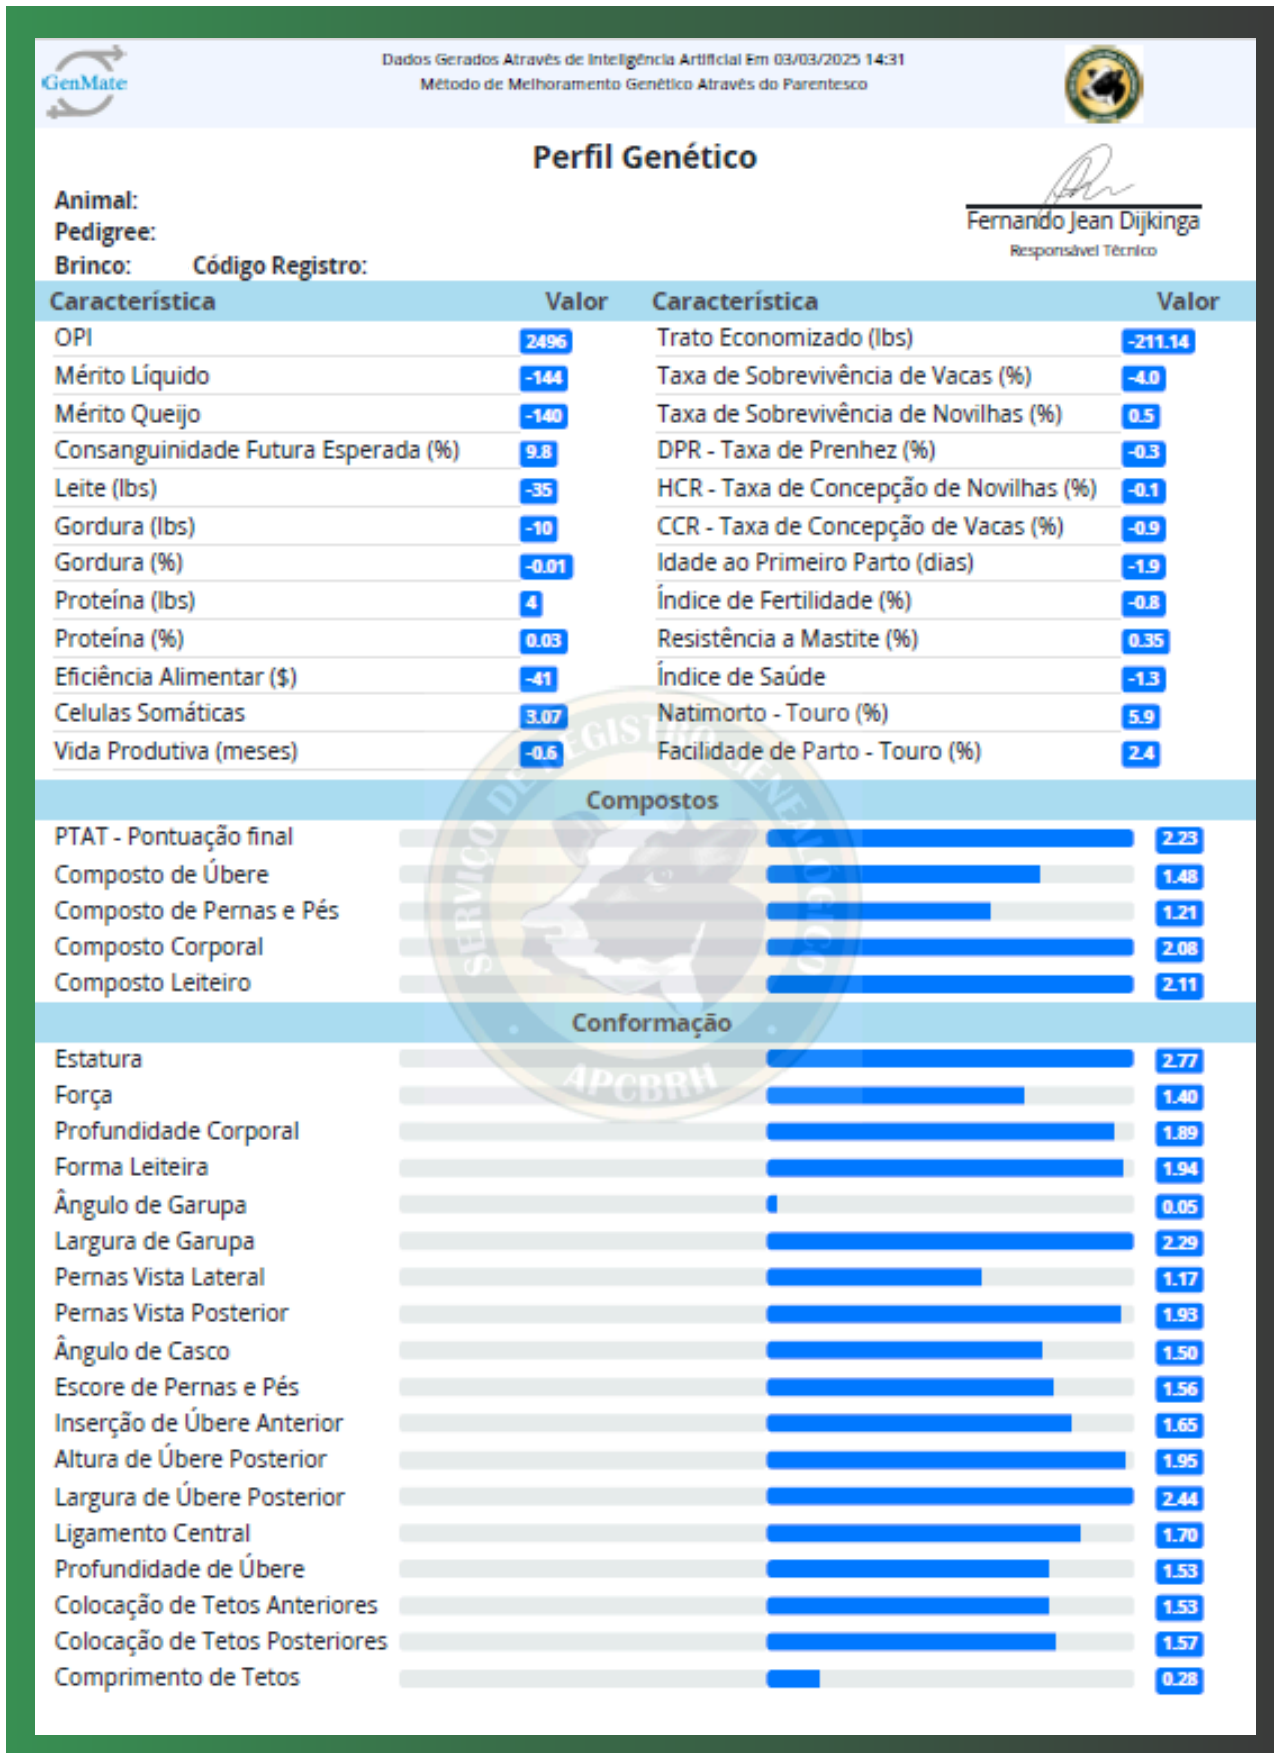 GenMate
Dados Gerados Através de Inteligência Artificial Em 03/03/2025 14:31
Método de Melhoramento Genético Através do Parentesco
Perfil Genético
Animal:
Pedigree:
Brinco: Código Registro:
Fernando Jean Dijkinga
Responsável Técnico
Característica Valor Característica Valor
OPI 2496 Trato Economizado (lbs) -211.14
Mérito Líquido -144 Taxa de Sobrevivência de Vacas (%) -4.0
Mérito Queijo -140 Taxa de Sobrevivência de Novilhas (%) 0.5
Consanguinidade Futura Esperada (%) 9.8 DPR - Taxa de Prenhez (%) -0.3
Leite (lbs) -35 HCR - Taxa de Concepção de Novilhas (%) -0.1
Gordura (lbs) -10 CCR - Taxa de Concepção de Vacas (%) -0.9
Gordura (%) -0.01 Idade ao Primeiro Parto (dias) -1.9
Proteína (lbs) 4 Índice de Fertilidade (%) -0.8
Proteína (%) 0.03 Resistência a Mastite (%) 0.35
Eficiência Alimentar ($) -41 Índice de Saúde -1.3
Celulas Somáticas 3.07 Natimorto - Touro (%) 5.9
Vida Produtiva (meses) -0.6 Facilidade de Parto - Touro (%) 2.4
Compostos
PTAT - Pontuação final 2.23
Composto de Úbere 1.48
Composto de Pernas e Pés 1.21
Composto Corporal 2.08
Composto Leiteiro 2.11
SERVIÇO DE REGISTRO GENEALÓGICO
APCBRH
Conformação
Estatura 2.77
Força 1.40
Profundidade Corporal 1.89
Forma Leiteira 1.94
Ângulo de Garupa 0.05
Largura de Garupa 2.29
Pernas Vista Lateral 1.17
Pernas Vista Posterior 1.93
Ângulo de Casco 1.50
Escore de Pernas e Pés 1.56
Inserção de Úbere Anterior 1.65
Altura de Úbere Posterior 1.95
Largura de Úbere Posterior 2.44
Ligamento Central 1.70
Profundidade de Úbere 1.53
Colocação de Tetos Anteriores 1.53
Colocação de Tetos Posteriores 1.57
Comprimento de Tetos 0.28